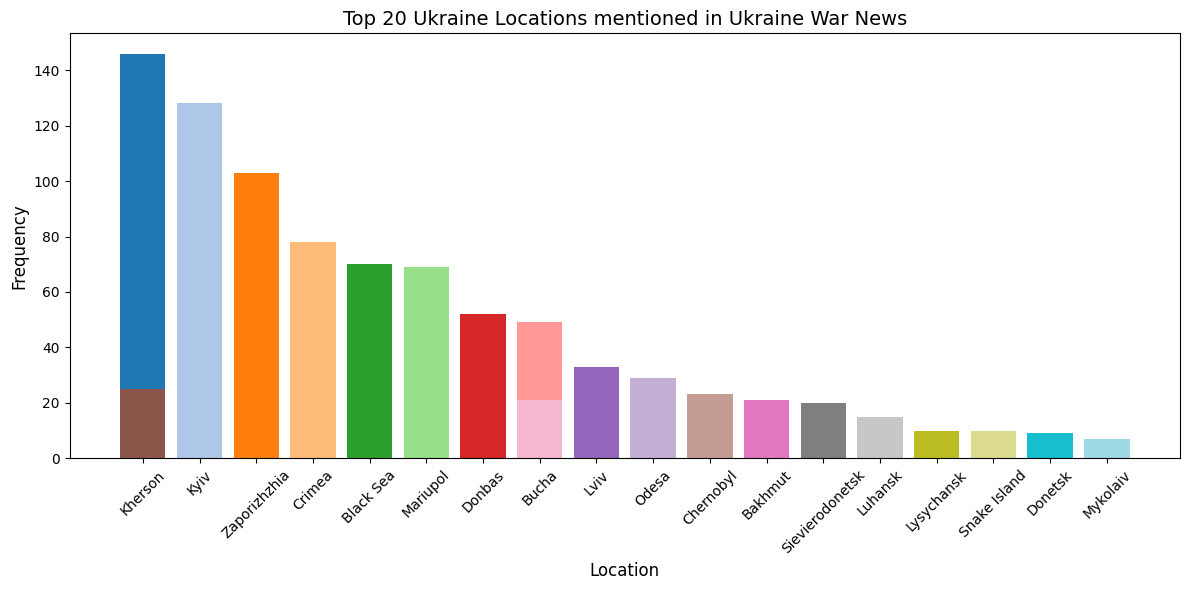 Top 20 Ukraine Locations mentioned in Ukraine War News
Frequency
140
120
100
80
60
40
20
0
Kherson
Kyiv
Zaporizhzhia
Crimea
Black Sea
Mariupol
Donbas
Bucha
Lviv
Odesa
Chernobyl
Bakhmut
Sievierodonetsk
Luhansk
Lysychansk
Snake Island
Donetsk
Mykolaiv
Location